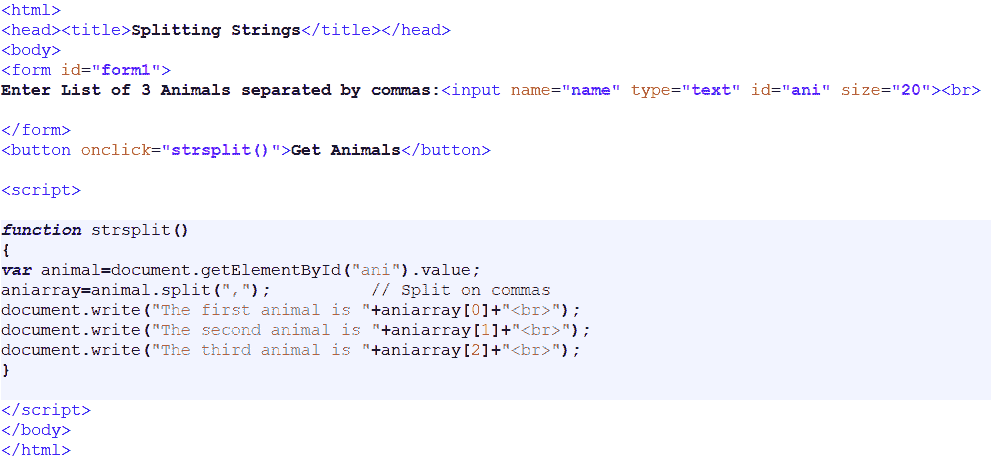 <html>
<head><title>Splitting Strings</title></head>
<body>
<form id="form1">
Enter List of 3 Animals separated by commas:<input name="name" type="text" id="ani" size="20"><br>
</form>
<button onclick="strsplit()">Get Animals</button>
<script>
function strsplit()
{
var animal=document.getElementById("ani").value;
aniarray=animal.split(",");          // Split on commas
document.write("The first animal is "+aniarray[0]+"<br>");
document.write("The second animal is "+aniarray[1]+"<br>");
document.write("The third animal is "+aniarray[2]+"<br>");
}
</script>
</body>
</html>